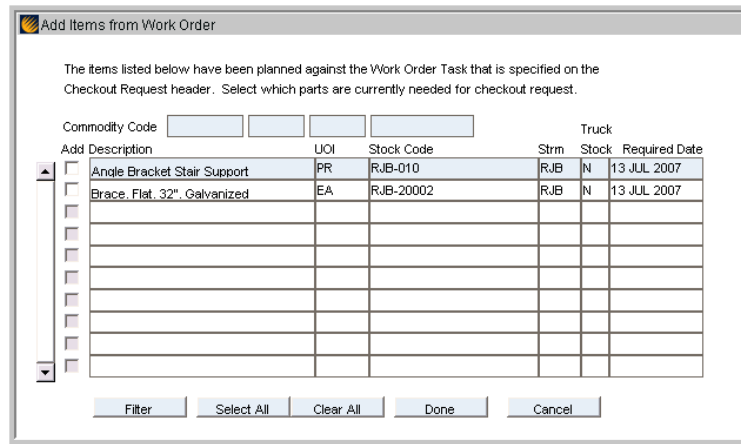 Add Items from Work Order
The items listed below have been planned against the Work Order Task that is specified on the
Checkout Request header. Select which parts are currently needed for checkout request.
Commodity Code
Truck
Add Description UOI Stock Code Strm Stock Required Date
Angle Bracket Stair Support PR RJB-010 RJB N 13 JUL 2007
Brace. Flat. 32". Galvanized EA RJB-20002 RJB N 13 JUL 2007
Filter Select All Clear All Done Cancel